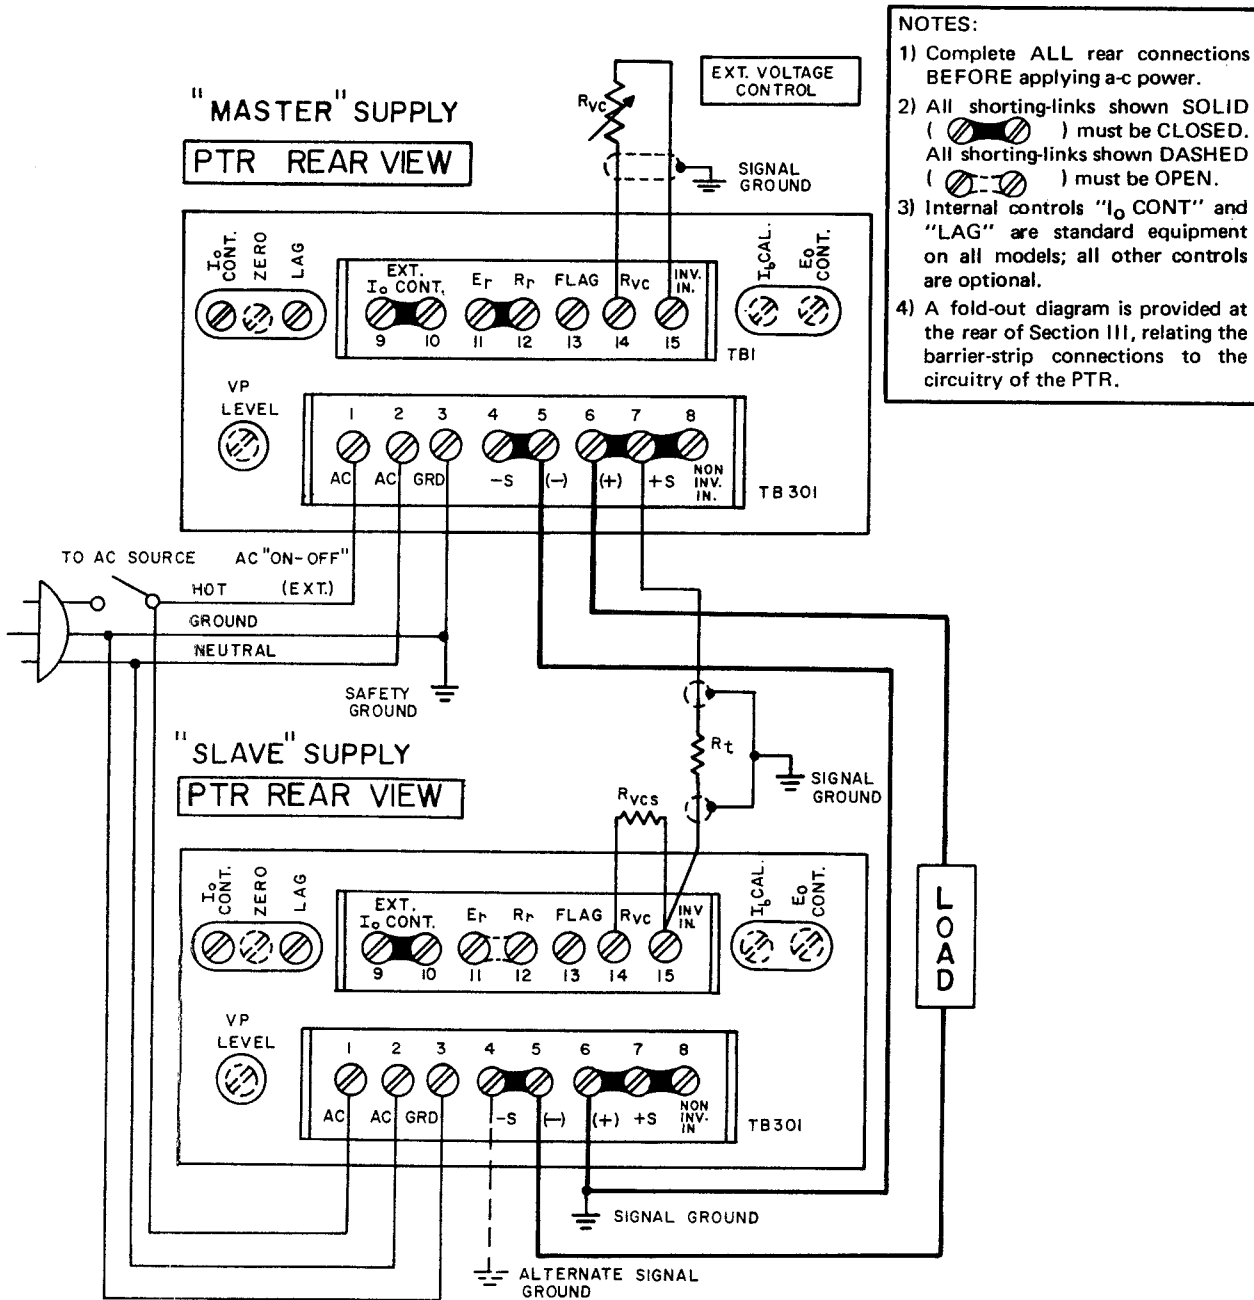 "MASTER" SUPPLY
PTR REAR VIEW
RVC
EXT. VOLTAGE
CONTROL
SIGNAL
GROUND
NOTES:
1) Complete ALL rear connections
BEFORE applying a-c power.
2) All shorting-links shown SOLID
( ) must be CLOSED.
All shorting-links shown DASHED
( ) must be OPEN.
3) Internal controls "Io CONT" and
"LAG" are standard equipment
on all models; all other controls
are optional.
4) A fold-out diagram is provided at
the rear of Section III, relating the
barrier-strip connections to the
circuitry of the PTR.
Io
CONT.
ZERO
LAG
EXT.
Io CONT.
Er
Rr
FLAG
RVC
INV.
IN.
9 10 11 12 13 14 15
TB1
IbCAL.
Eo
CONT.
VP
LEVEL
1 2 3 4 5 6 7 8
AC AC GRD -S (-) (+) +S
NON
INV.
IN.
TB301
TO AC SOURCE
AC "ON-OFF"
(EXT.)
HOT
GROUND
NEUTRAL
SAFETY
GROUND
Rt
SIGNAL
GROUND
"SLAVE" SUPPLY
PTR REAR VIEW
RVCS
Io
CONT.
ZERO
LAG
EXT.
Io CONT.
Er
Rr
FLAG
RVC
INV
IN.
9 10 11 12 13 14 15
IbCAL.
Eo
CONT.
LOAD
VP
LEVEL
1 2 3 4 5 6 7 8
AC AC GRD -S (-) (+) +S
NON
INV.
IN
TB301
SIGNAL GROUND
ALTERNATE SIGNAL
GROUND